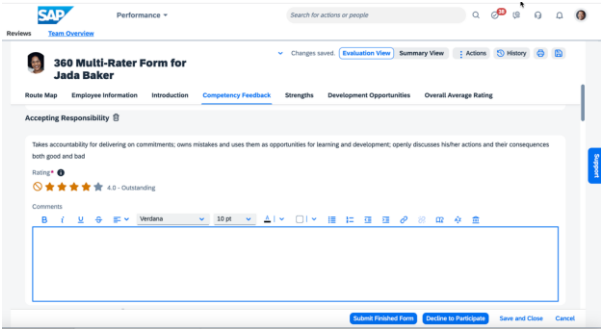 SAP
Performance
Search for actions or people
Reviews
Team Overview
360 Multi-Rater Form for
Jada Baker
Changes saved.
Evaluation View
Summary View
Actions
History
Route Map
Employee Information
Introduction
Competency Feedback
Strengths
Development Opportunities
Overall Average Rating
Accepting Responsibility
Takes accountability for delivering on commitments; owns mistakes and uses them as opportunities for learning and development; openly discusses his/her actions and their consequences
both good and bad
Rating*
4.0 - Outstanding
Comments
B i U S
Verdana
10 pt
A
Support
Submit Finished Form
Decline to Participate
Save and Close
Cancel